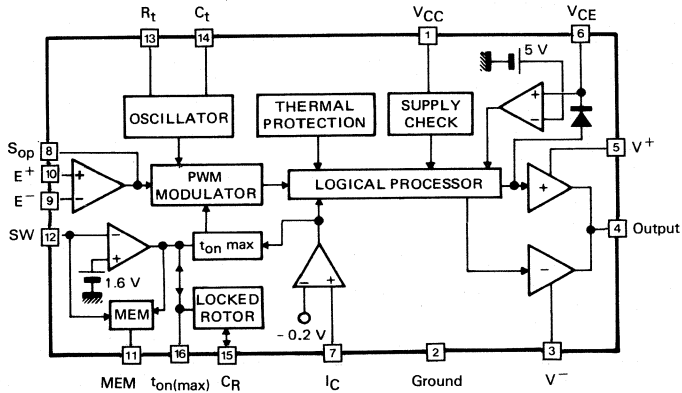 Rt Ct VCC VCE
13 14 1 6
5 V
+
−
OSCILLATOR
THERMAL
PROTECTION
SUPPLY
CHECK
Sop 8
5 V+
E+ 10 +
E− 9 −
PWM
MODULATOR
LOGICAL PROCESSOR
+
4 Output
SW 12
−
+
ton max
1.6 V
−
− +
MEM
LOCKED
ROTOR
− 0.2 V
11 16 15 7 2 3
MEM ton(max) CR IC Ground V−